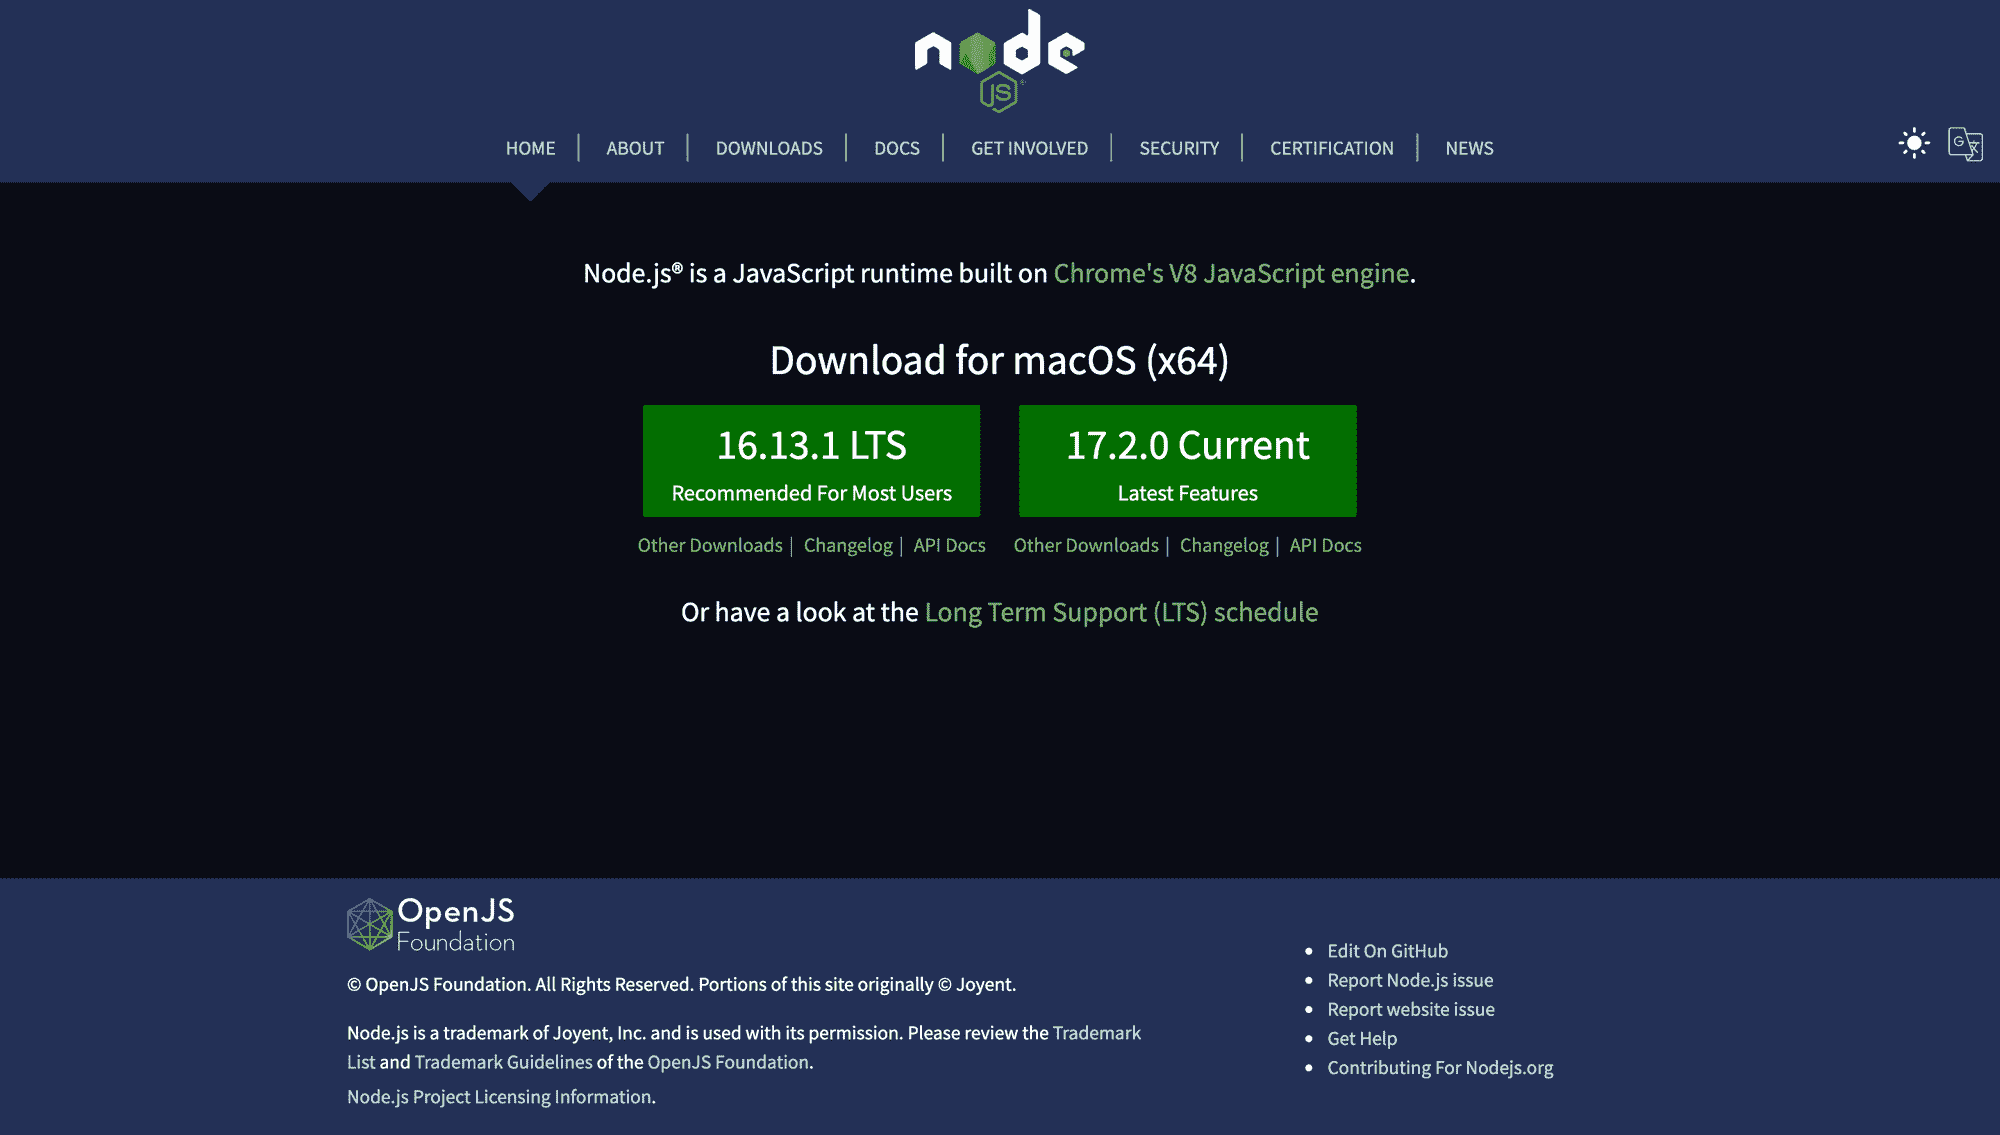 node
JS
HOME | ABOUT | DOWNLOADS | DOCS | GET INVOLVED | SECURITY | CERTIFICATION | NEWS
Node.js® is a JavaScript runtime built on Chrome's V8 JavaScript engine.
Download for macOS (x64)
16.13.1 LTS
Recommended For Most Users
17.2.0 Current
Latest Features
Other Downloads | Changelog | API Docs
Other Downloads | Changelog | API Docs
Or have a look at the Long Term Support (LTS) schedule
OpenJS
Foundation
© OpenJS Foundation. All Rights Reserved. Portions of this site originally © Joyent.
Node.js is a trademark of Joyent, Inc. and is used with its permission. Please review the Trademark
List and Trademark Guidelines of the OpenJS Foundation.
Node.js Project Licensing Information.
Edit On GitHub
Report Node.js issue
Report website issue
Get Help
Contributing For Nodejs.org